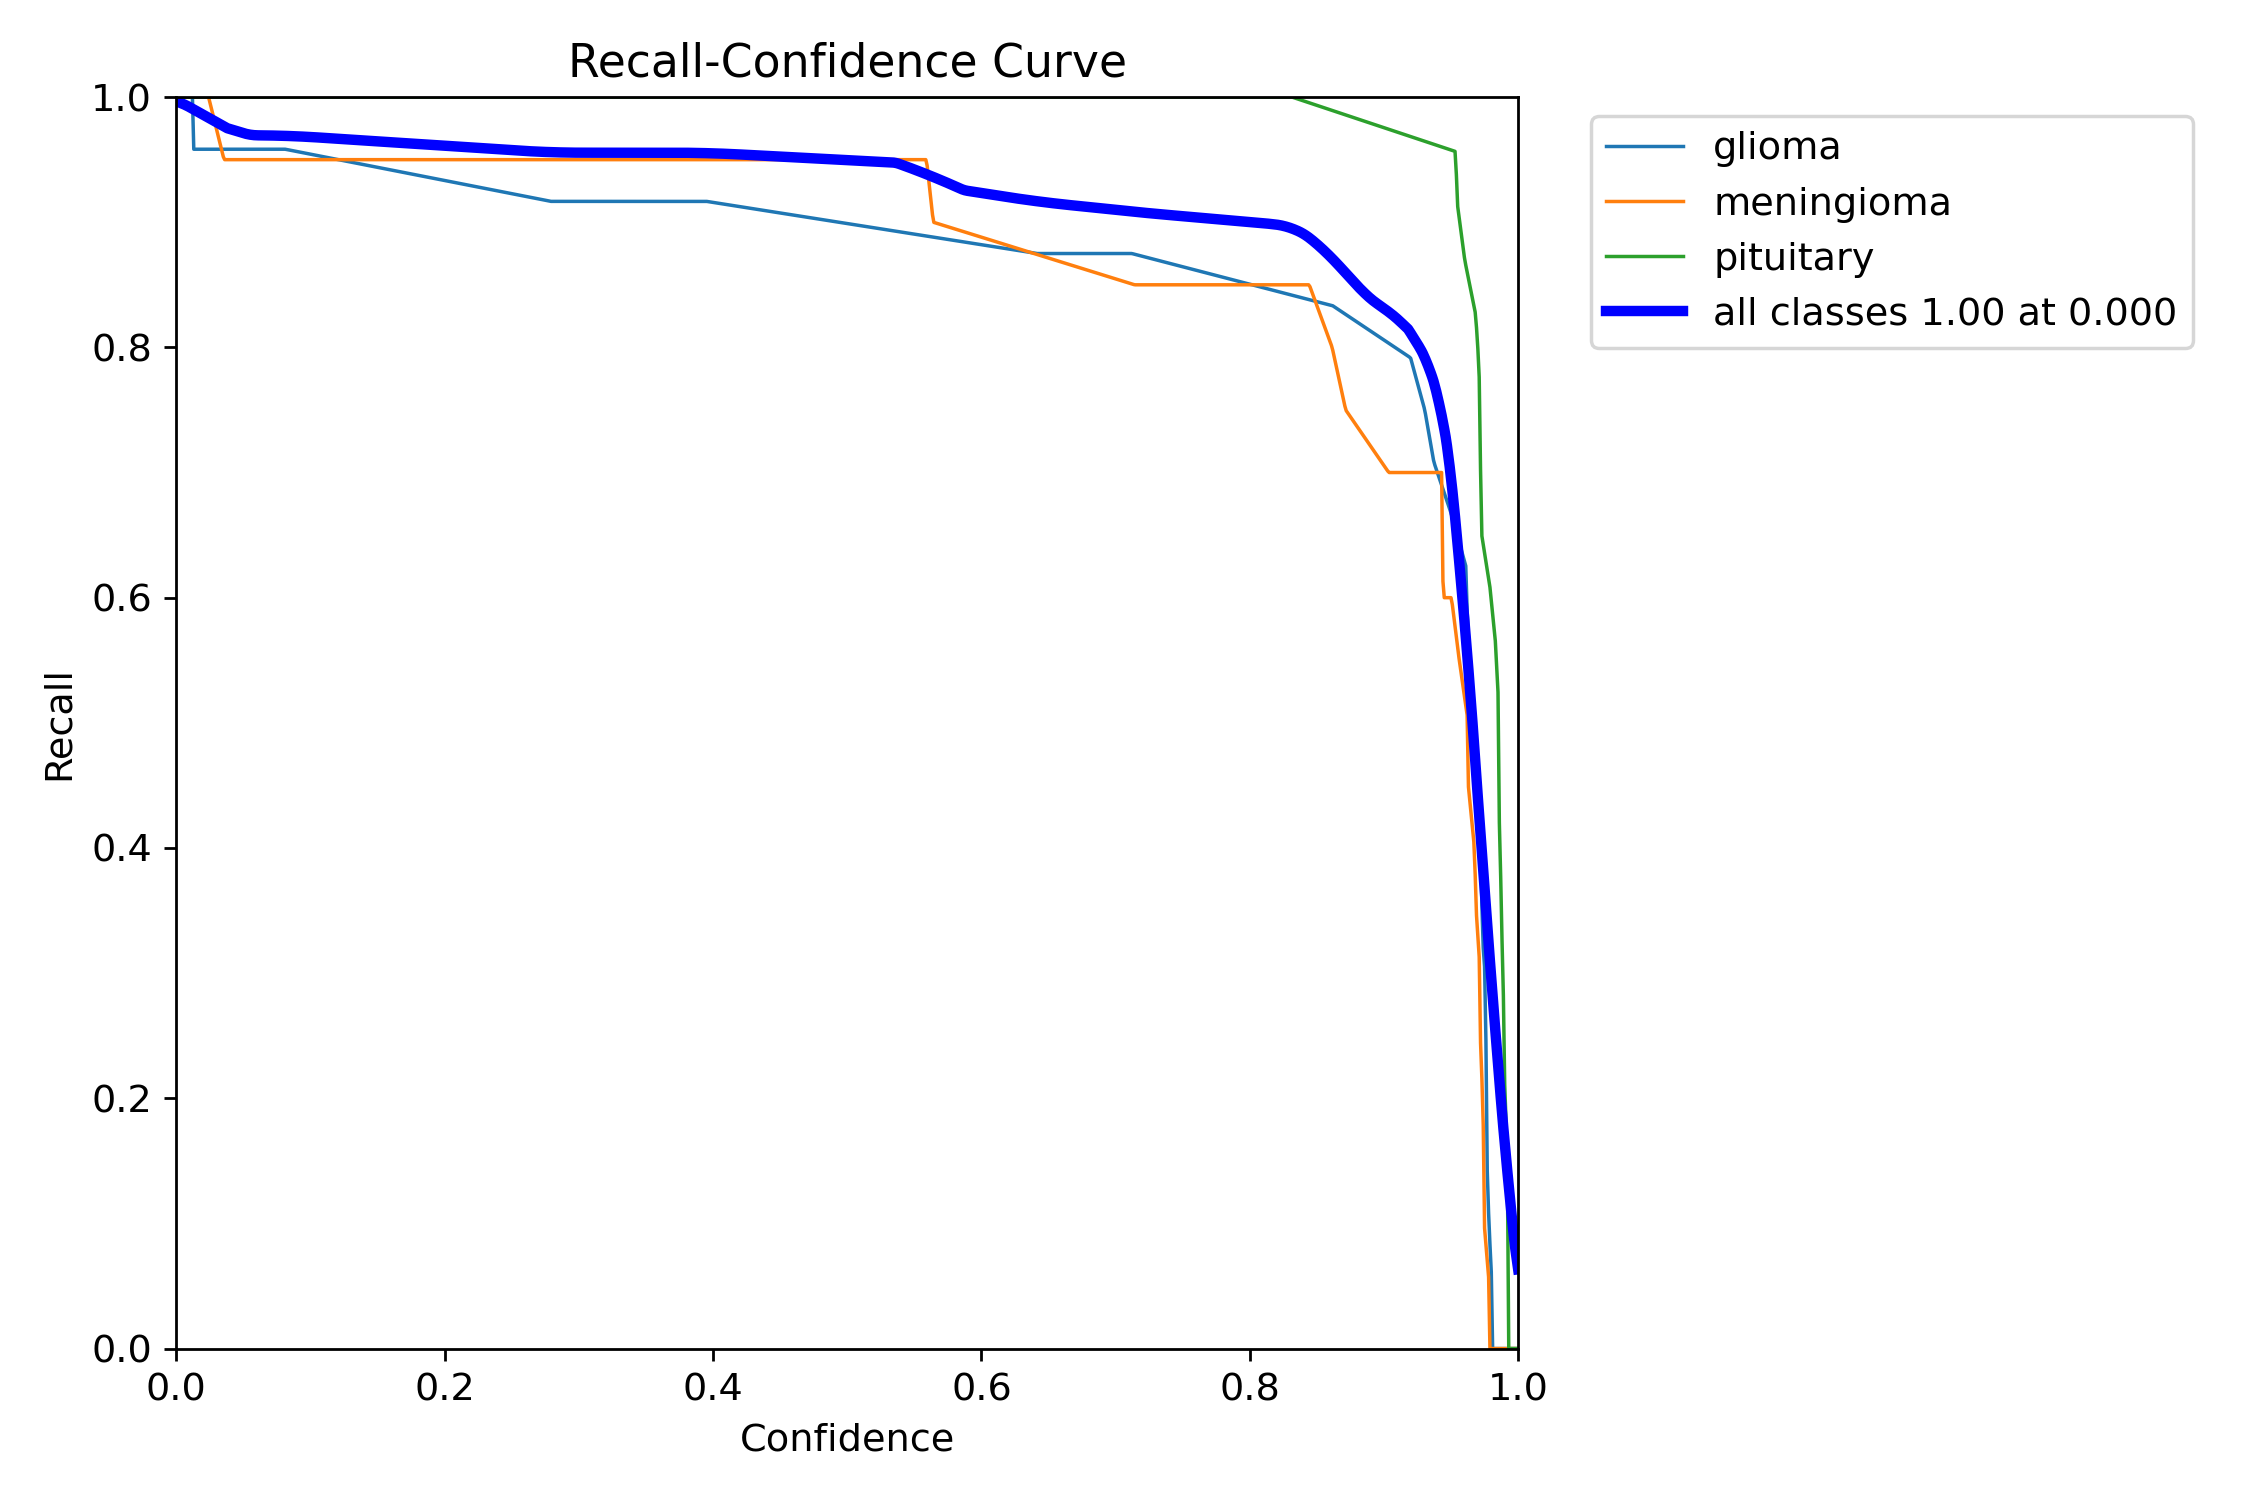 Recall-Confidence Curve
1.0
0.8
0.6
0.4
0.2
0.0
Recall
0.0 0.2 0.4 0.6 0.8 1.0
Confidence
glioma
meningioma
pituitary
all classes 1.00 at 0.000